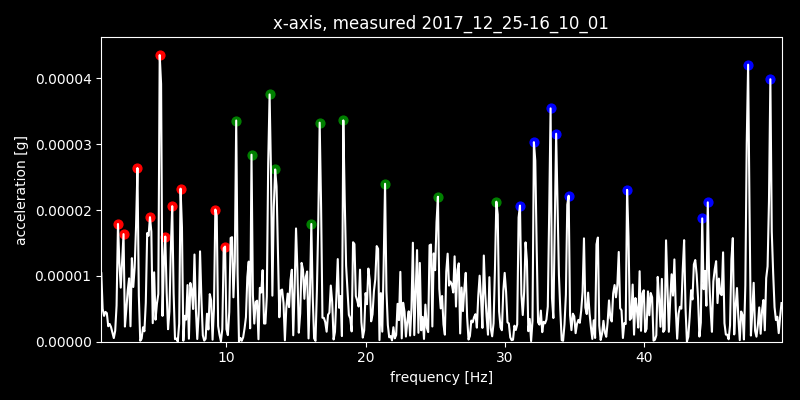 x-axis, measured 2017_12_25-16_10_01
0.00004
0.00003
0.00002
0.00001
0.00000
acceleration [g]
10 20 30 40
frequency [Hz]